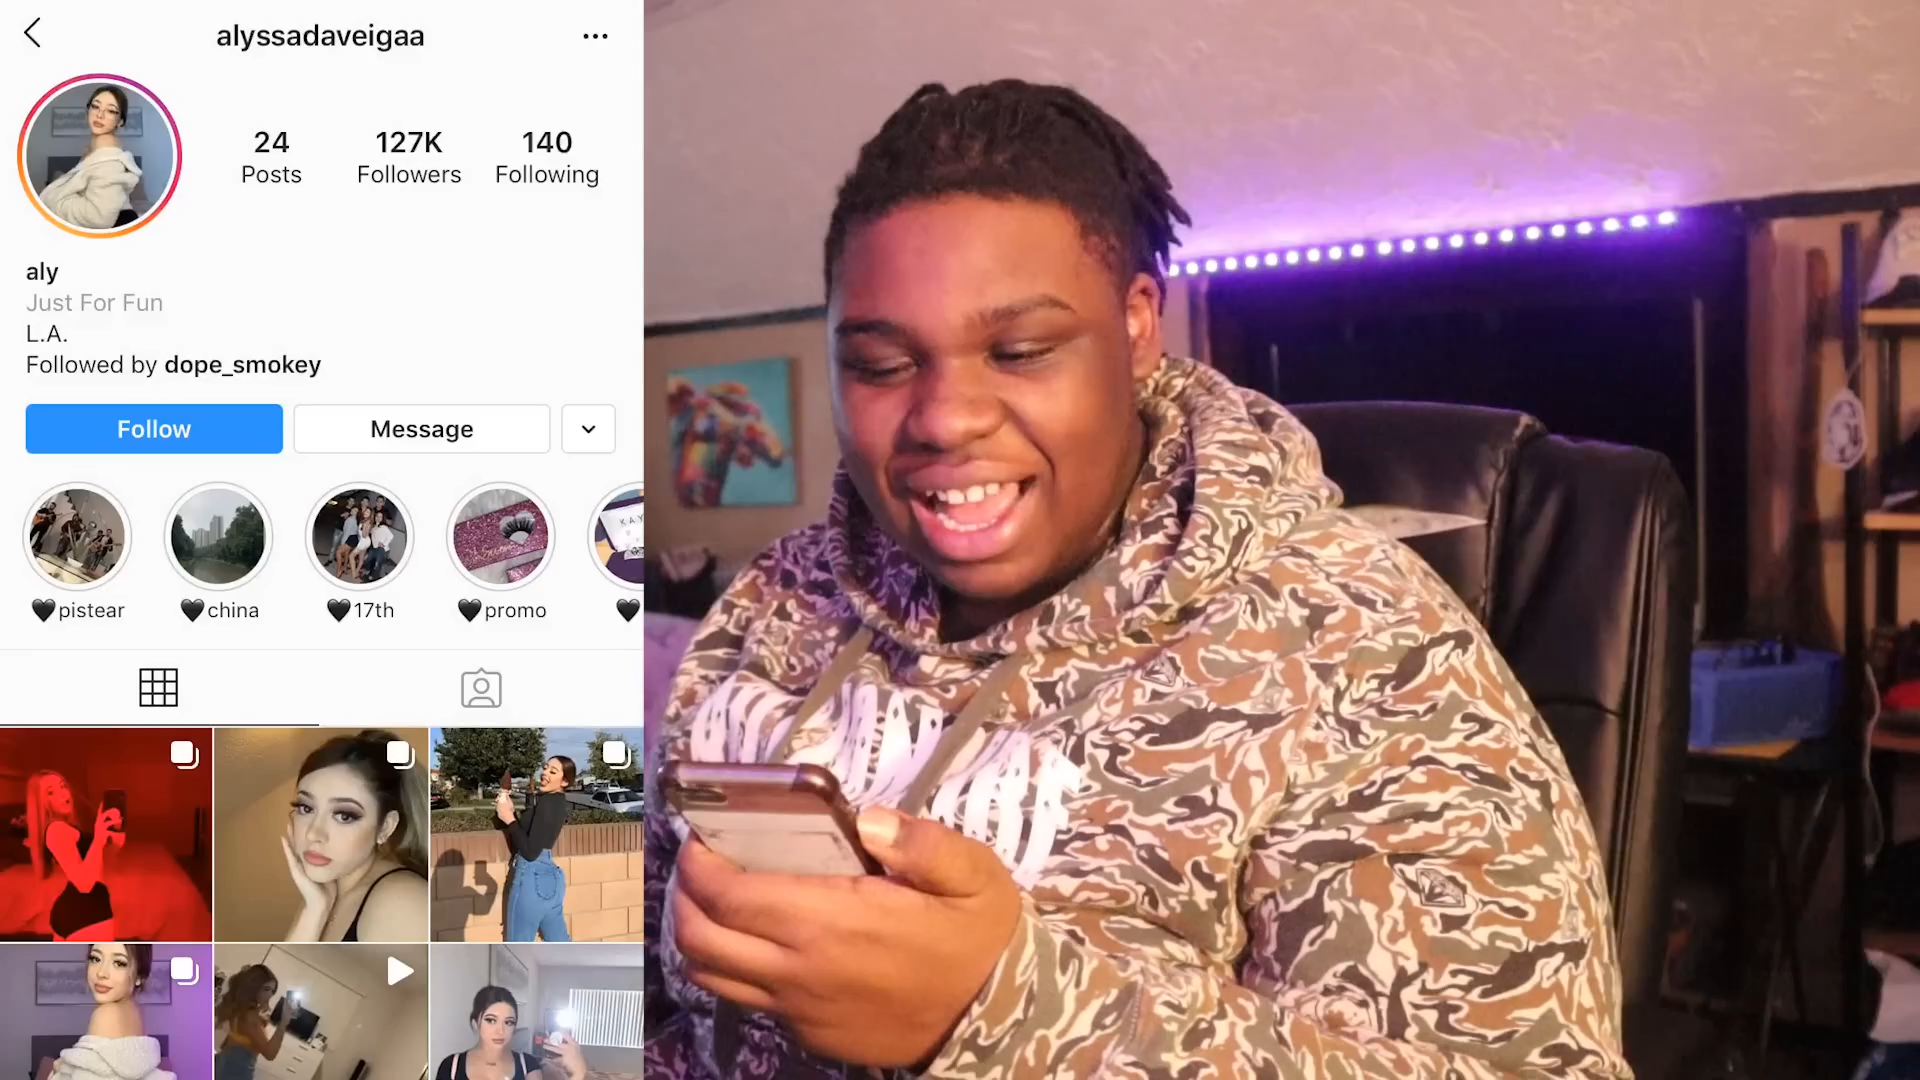 alyssadaveigaa
24
127K
140
Posts
Followers
Following
aly
Just For Fun
L.A.
Followed by dope_smokey
Follow
Message
🖤pistear
🖤china
🖤17th
🖤promo
🖤